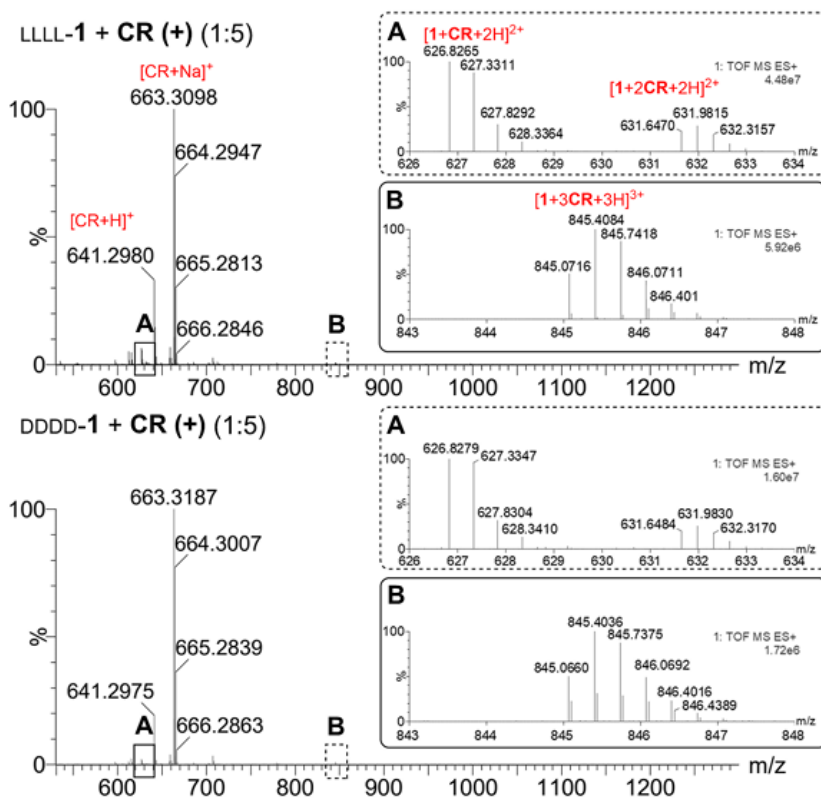 LLLL-1 + CR (+) (1:5)
[CR+Na]+
663.3098
664.2947
[CR+H]+
641.2980
665.2813
666.2846
100
%
0
A
B
600 700 800 900 1000 1100 1200 m/z
A
[1+CR+2H]2+
626.8265
627.3311
[1+2CR+2H]2+
1: TOF MS ES+
4.48e7
627.8292
628.3364
631.9815
631.6470
632.3157
100
%
0
m/z
626 627 628 629 630 631 632 633 634
B
[1+3CR+3H]3+
845.4084
845.7418
1: TOF MS ES+
5.92e6
845.0716
846.0711
846.401
100
%
0
m/z
843 844 845 846 847 848
DDDD-1 + CR (+) (1:5)
663.3187
664.3007
665.2839
641.2975
666.2863
100
%
0
A
B
600 700 800 900 1000 1100 1200 m/z
A
626.8279
627.3347
1: TOF MS ES+
1.60e7
627.8304
628.3410
631.9830
631.6484
632.3170
100
%
0
m/z
626 627 628 629 630 631 632 633 634
B
845.4036
845.7375
1: TOF MS ES+
1.72e6
845.0660
846.0692
846.4016
846.4389
100
%
0
m/z
843 844 845 846 847 848